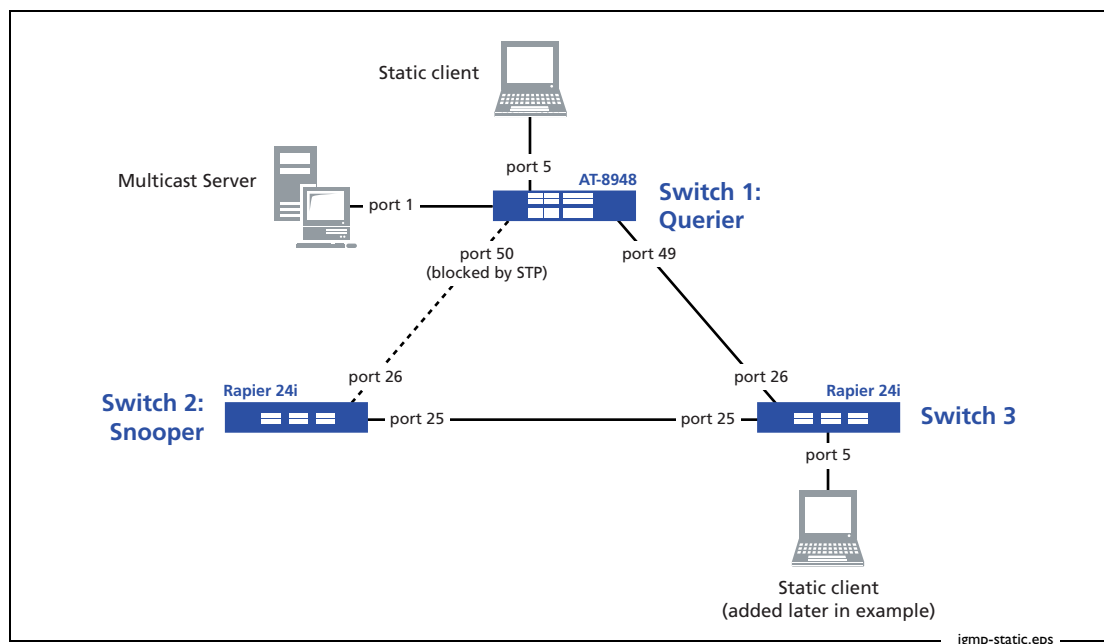 Static client
port 5
AT-8948
Multicast Server
port 1
Switch 1:
Querier
port 50
(blocked by STP)
port 49
port 26
port 26
Rapier 24i
Rapier 24i
Switch 2:
Snooper
port 25
port 25
Switch 3
port 5
Static client
(added later in example)
igmp-static.eps